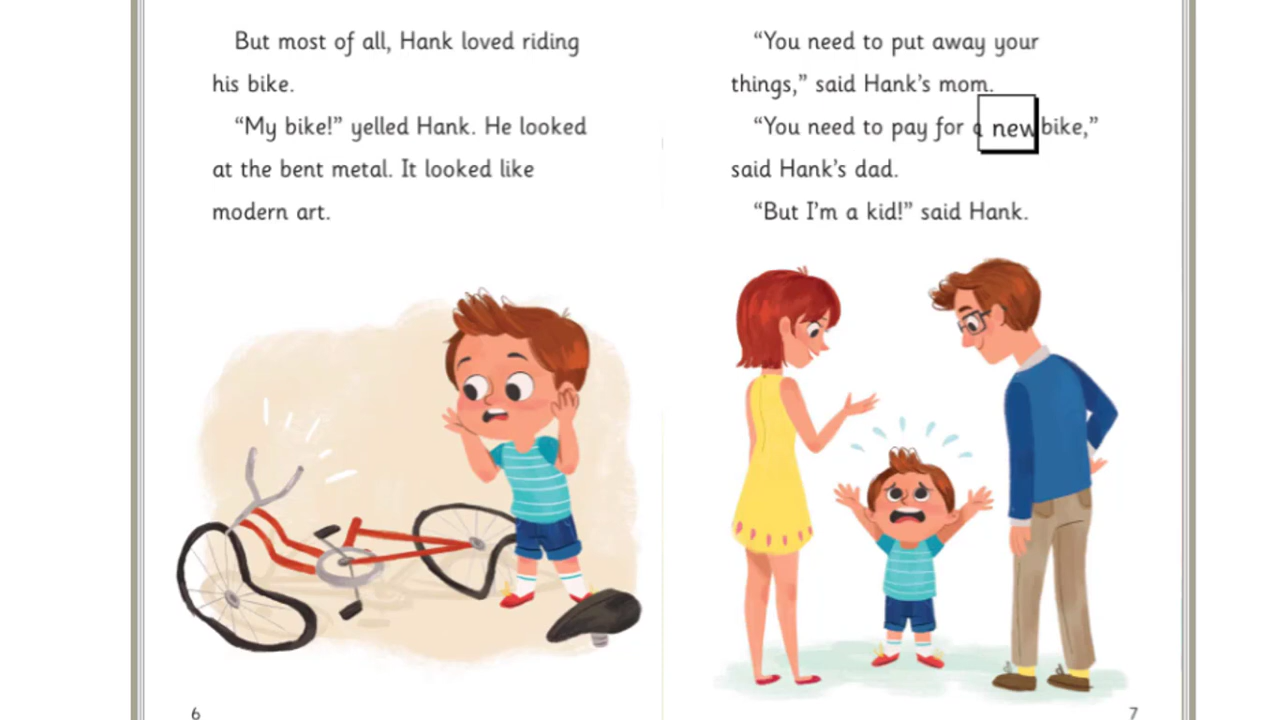 But most of all, Hank loved riding
his bike.
“My bike!” yelled Hank. He looked
at the bent metal. It looked like
modern art.
6
“You need to put away your
things,” said Hank’s mom.
“You need to pay for a new bike,”
said Hank’s dad.
“But I’m a kid!” said Hank.
7